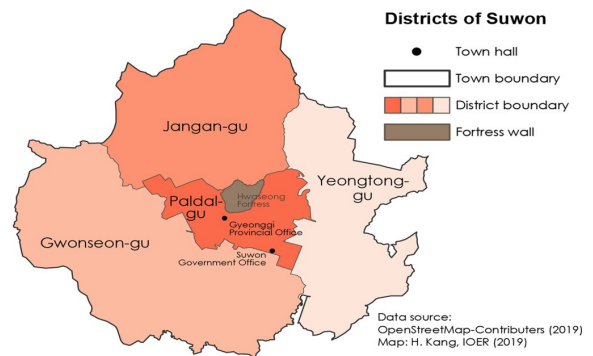 Districts of Suwon
Town hall
Town boundary
District boundary
Fortress wall
Jangan-gu
Yeongtong-
gu
Paldal-
gu
Hwaseong
Fortress
Gyeonggi
Provincial Office
Gwonseon-gu
Suwon
Government Office
Data source:
OpenStreetMap-Contributers (2019)
Map: H. Kang, IOER (2019)